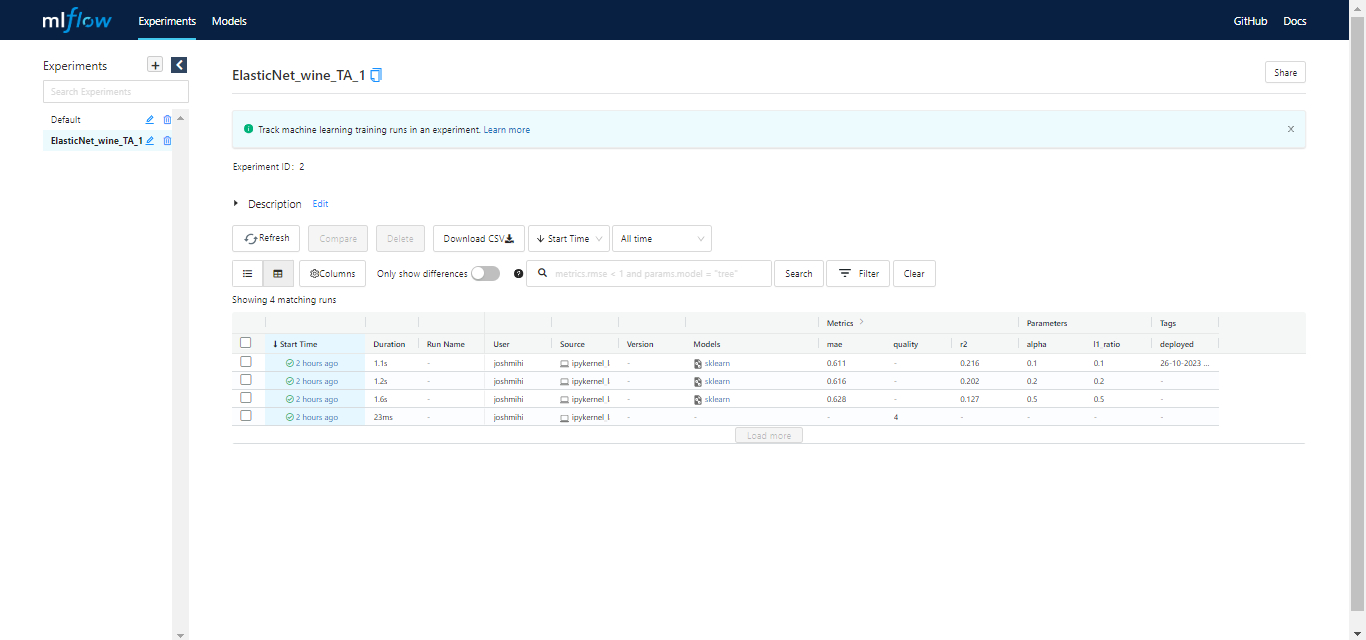 mlflow Experiments Models GitHub Docs
Experiments +
Search Experiments
Default
ElasticNet_wine_TA_1
ElasticNet_wine_TA_1 Share
Track machine learning training runs in an experiment. Learn more
Experiment ID: 2
Description Edit
Refresh Compare Delete Download CSV Start Time All time
Columns Only show differences ? metrics.rmse < 1 and params.model = "tree" Search Filter Clear
Showing 4 matching runs
Metrics > Parameters Tags
↓ Start Time Duration Run Name User Source Version Models mae quality r2 alpha l1_ratio deployed
2 hours ago 1.1s - joshmihi ipykernel_l - sklearn 0.611 - 0.216 0.1 0.1 26-10-2023 ...
2 hours ago 1.2s - joshmihi ipykernel_l - sklearn 0.616 - 0.202 0.2 0.2 -
2 hours ago 1.6s - joshmihi ipykernel_l - sklearn 0.628 - 0.127 0.5 0.5 -
2 hours ago 23ms - joshmihi ipykernel_l - - - 4 - - - -
Load more